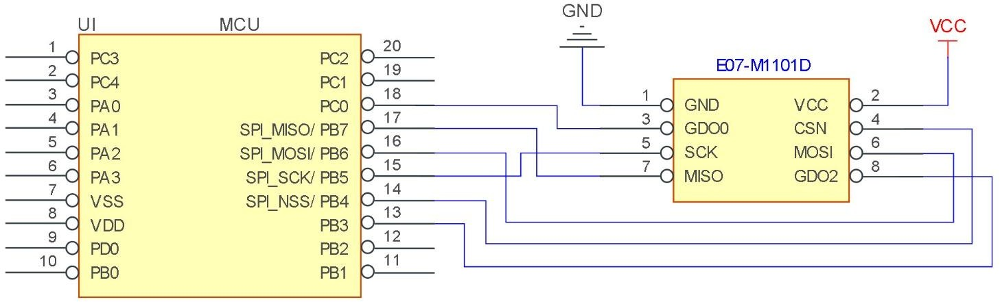 GND
UI MCU
VCC
E07-M1101D
1 PC3 PC2 20
2 PC4 PC1 19
3 PA0 PC0 18
4 PA1 SPI_MISO/ PB7 17
5 PA2 SPI_MOSI/ PB6 16
6 PA3 SPI_SCK/ PB5 15
7 VSS SPI_NSS/ PB4 14
8 VDD PB3 13
9 PD0 PB2 12
10 PB0 PB1 11
1 GND VCC 2
3 GDO0 CSN 4
5 SCK MOSI 6
7 MISO GDO2 8